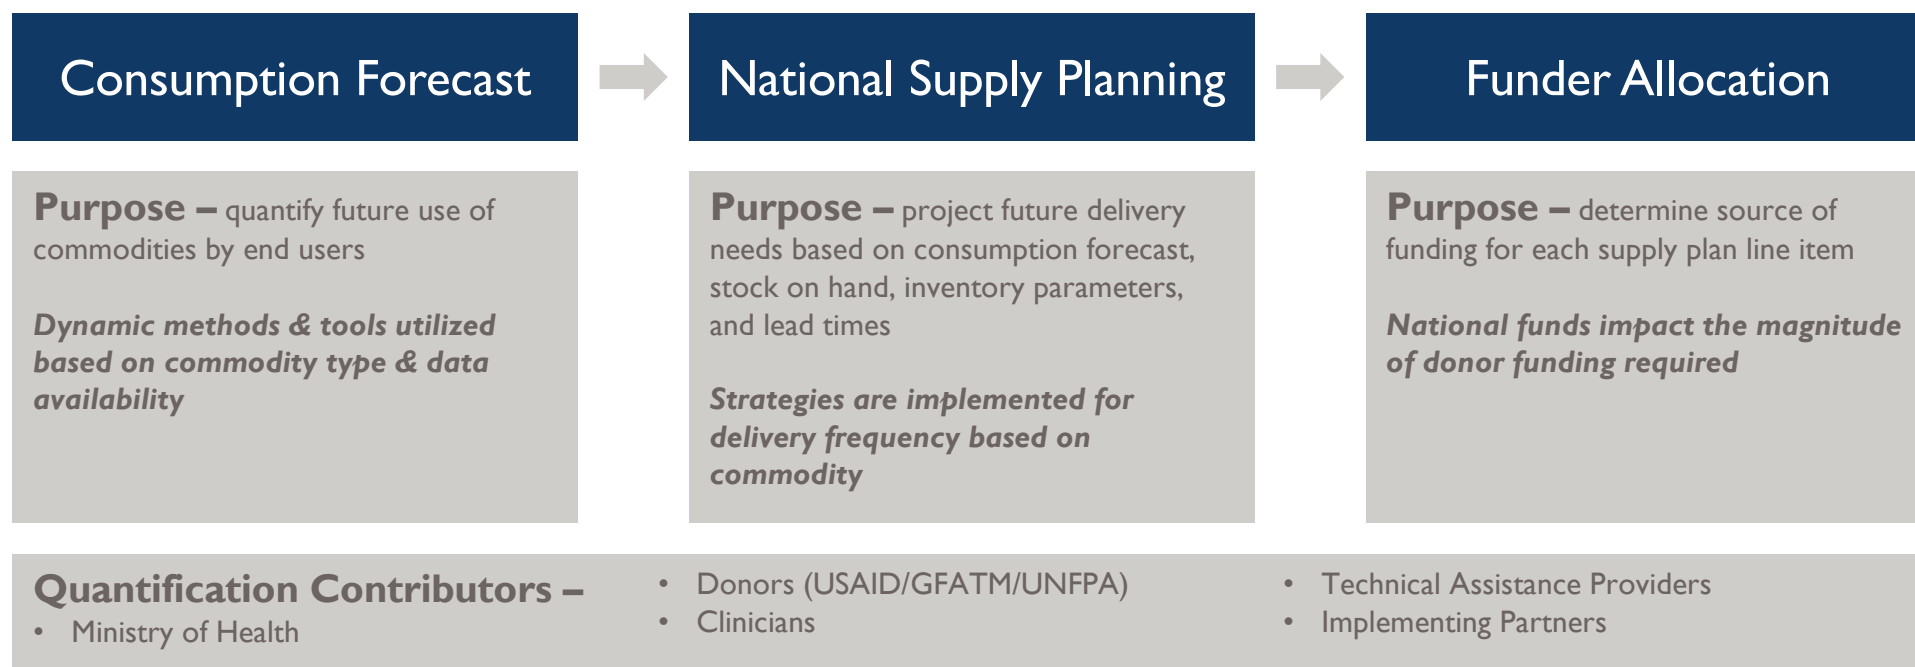 Consumption Forecast
National Supply Planning
Funder Allocation
Purpose – quantify future use of
commodities by end users
Dynamic methods & tools utilized
based on commodity type & data
availability
Purpose – project future delivery
needs based on consumption forecast,
stock on hand, inventory parameters,
and lead times
Strategies are implemented for
delivery frequency based on
commodity
Purpose – determine source of
funding for each supply plan line item
National funds impact the magnitude
of donor funding required
Quantification Contributors –
• Ministry of Health
• Donors (USAID/GFATM/UNFPA)
• Clinicians
• Technical Assistance Providers
• Implementing Partners